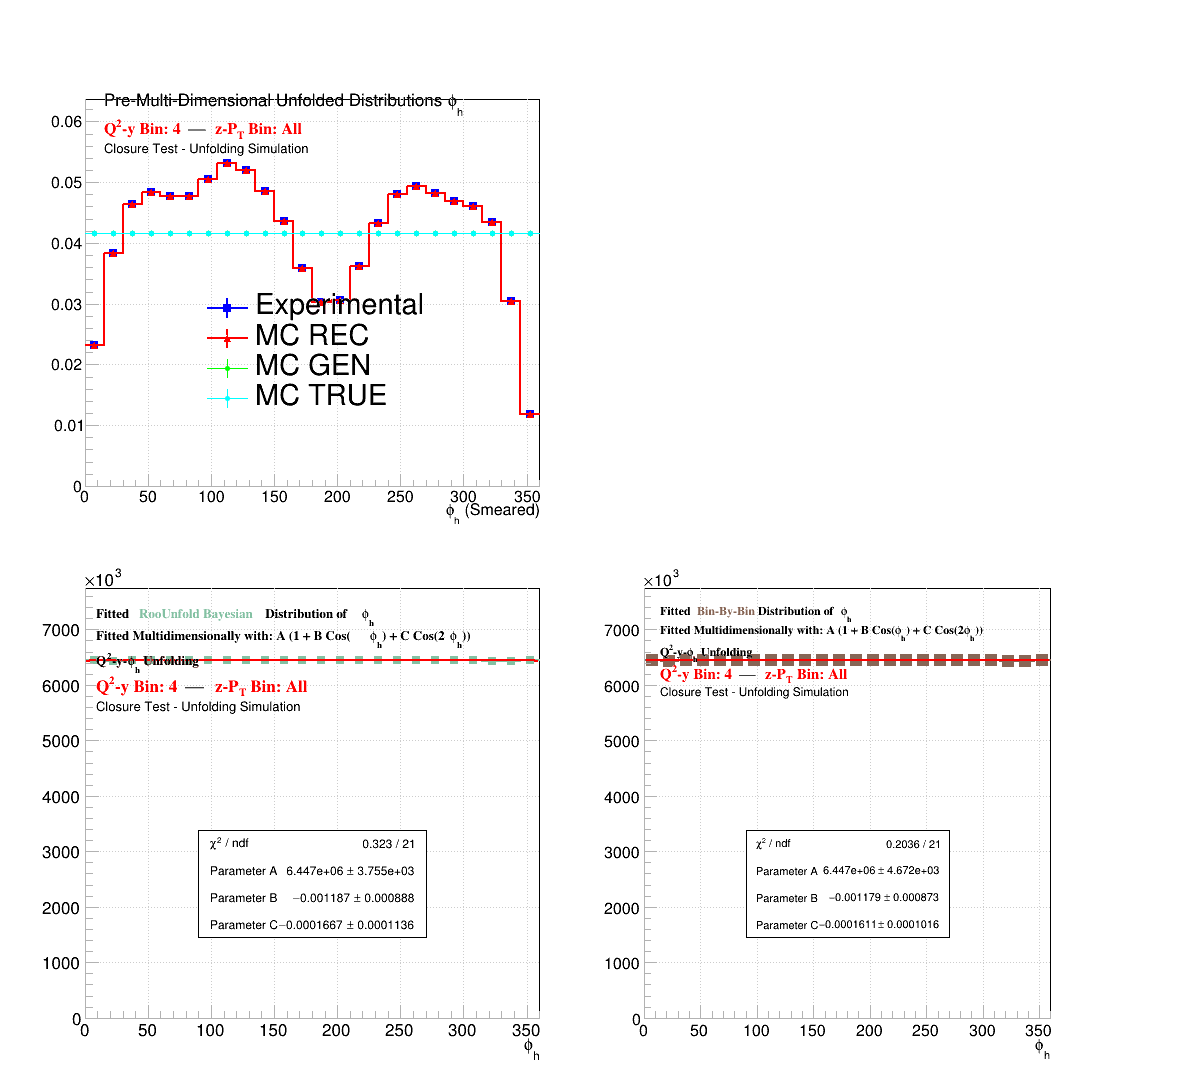 Pre-Multi-Dimensional Unfolded Distributions ϕh
Q2-y Bin: 4 — z-PT Bin: All
Closure Test - Unfolding Simulation
0.06
0.05
0.04
0.03
0.02
0.01
0
Experimental
MC REC
MC GEN
MC TRUE
0 50 100 150 200 250 300 350
ϕh (Smeared)
×10^3
Fitted RooUnfold Bayesian Distribution of ϕh
Fitted Multidimensionally with: A (1 + B Cos( ϕh) + C Cos(2 ϕh))
Q2-y-ϕh Unfolding
Q2-y Bin: 4 — z-PT Bin: All
Closure Test - Unfolding Simulation
7000
6000
5000
4000
3000
2000
1000
0
χ2 / ndf 0.323 / 21
Parameter A 6.447e+06 ± 3.755e+03
Parameter B −0.001187 ± 0.000888
Parameter C −0.0001667 ± 0.0001136
0 50 100 150 200 250 300 350
ϕh
×10^3
Fitted Bin-By-Bin Distribution of ϕh
Fitted Multidimensionally with: A (1 + B Cos(ϕh) + C Cos(2ϕh))
Q2-y-ϕh Unfolding
Q2-y Bin: 4 — z-PT Bin: All
Closure Test - Unfolding Simulation
7000
6000
5000
4000
3000
2000
1000
0
χ2 / ndf 0.2036 / 21
Parameter A 6.447e+06 ± 4.672e+03
Parameter B −0.001179 ± 0.000873
Parameter C −0.0001611 ± 0.0001016
0 50 100 150 200 250 300 350
ϕh